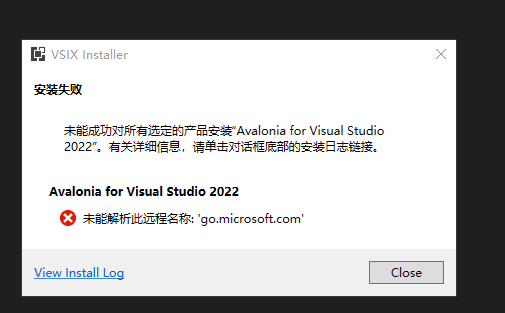 VSIX Installer
安装失败
未能成功对所有选定的产品安装“Avalonia for Visual Studio
2022”。有关详细信息，请单击对话框底部的安装日志链接。
Avalonia for Visual Studio 2022
未能解析此远程名称: 'go.microsoft.com'
View Install Log
Close